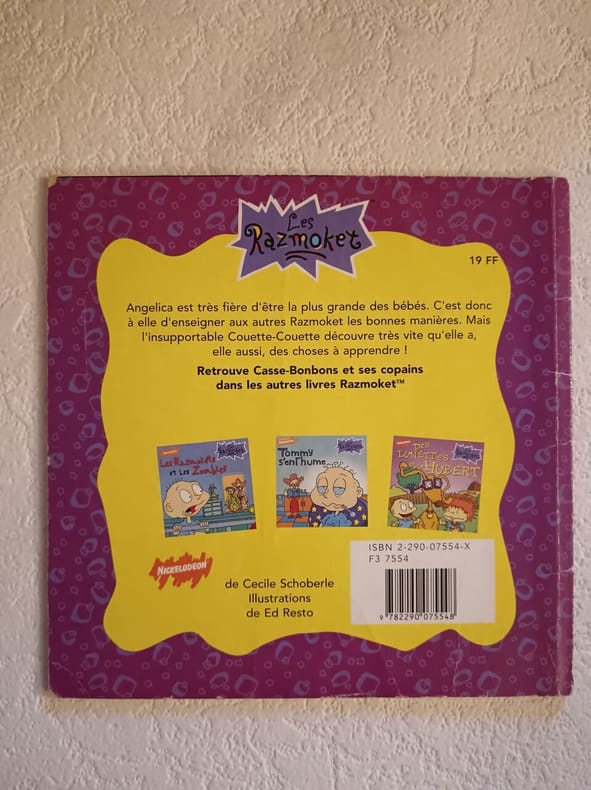 Les
Razmoket
19 FF
Angelica est très fière d'être la plus grande des bébés. C'est donc
à elle d'enseigner aux autres Razmoket les bonnes manières. Mais
l'insupportable Couette-Couette découvre très vite qu'elle a,
elle aussi, des choses à apprendre !
Retrouve Casse-Bonbons et ses copains
dans les autres livres Razmoket™
Les Razmokets
et Les Zombies
Tommy
s'enrhume
Des
Lunettes
Hubert
NICKELODEON
de Cecile Schoberle
Illustrations
de Ed Resto
ISBN 2-290-07554-X
F3 7554
9 782290 075548